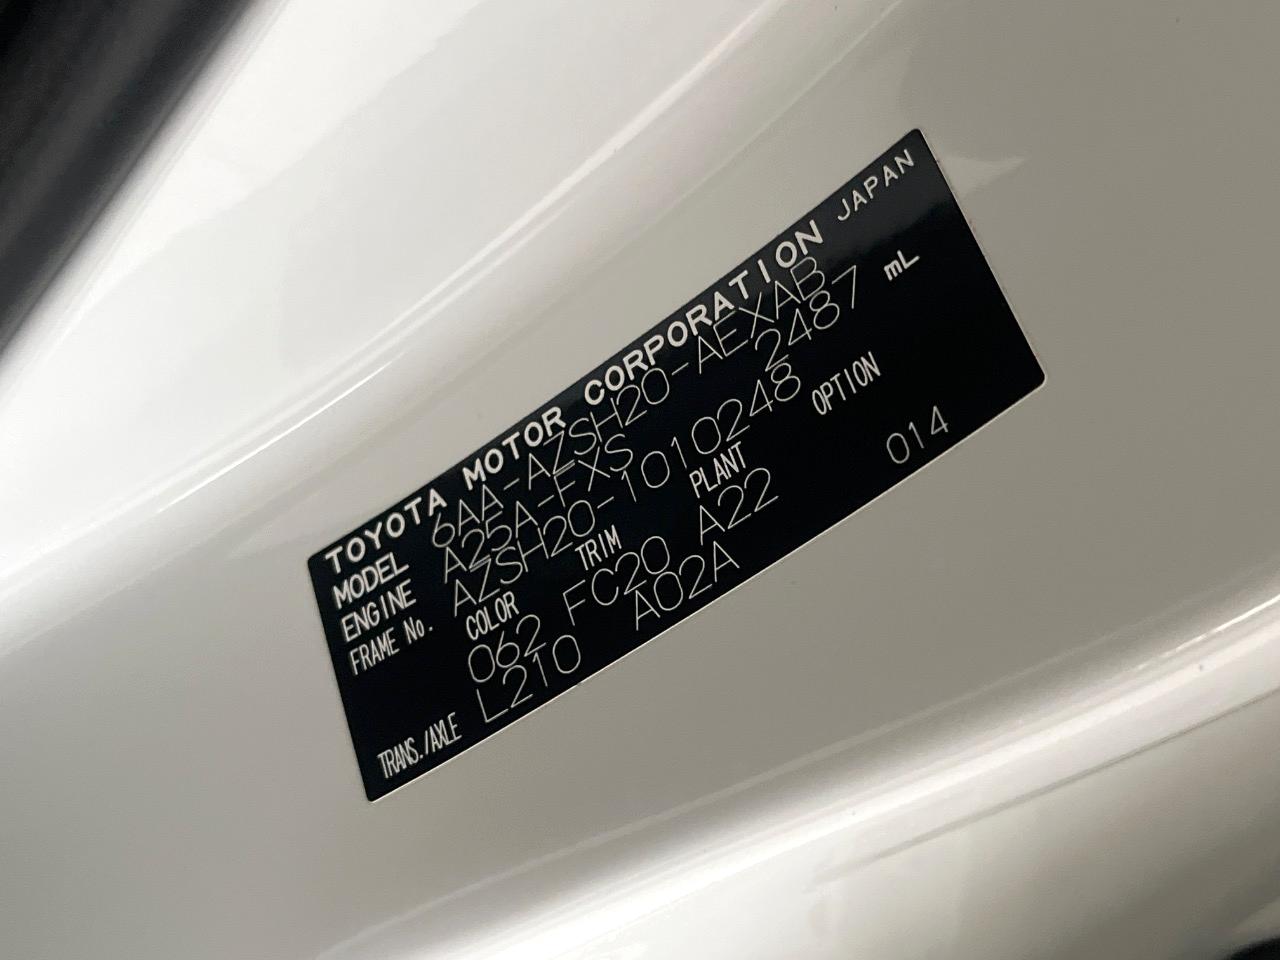 TOYOTA MOTOR CORPORATION JAPAN
MODEL 6AA-AZSH20-AEXAB
ENGINE A25A-FXS 2487 mL
FRAME No. AZSH20-1010248
COLOR TRIM PLANT OPTION
062 FC20 A22 014
TRANS./AXLE L210 A02A